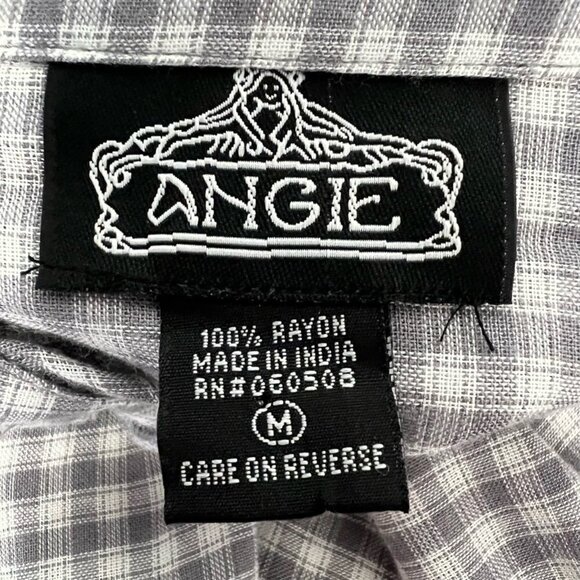 ANGIE
100% RAYON
MADE IN INDIA
RN#060508
M
CARE ON REVERSE